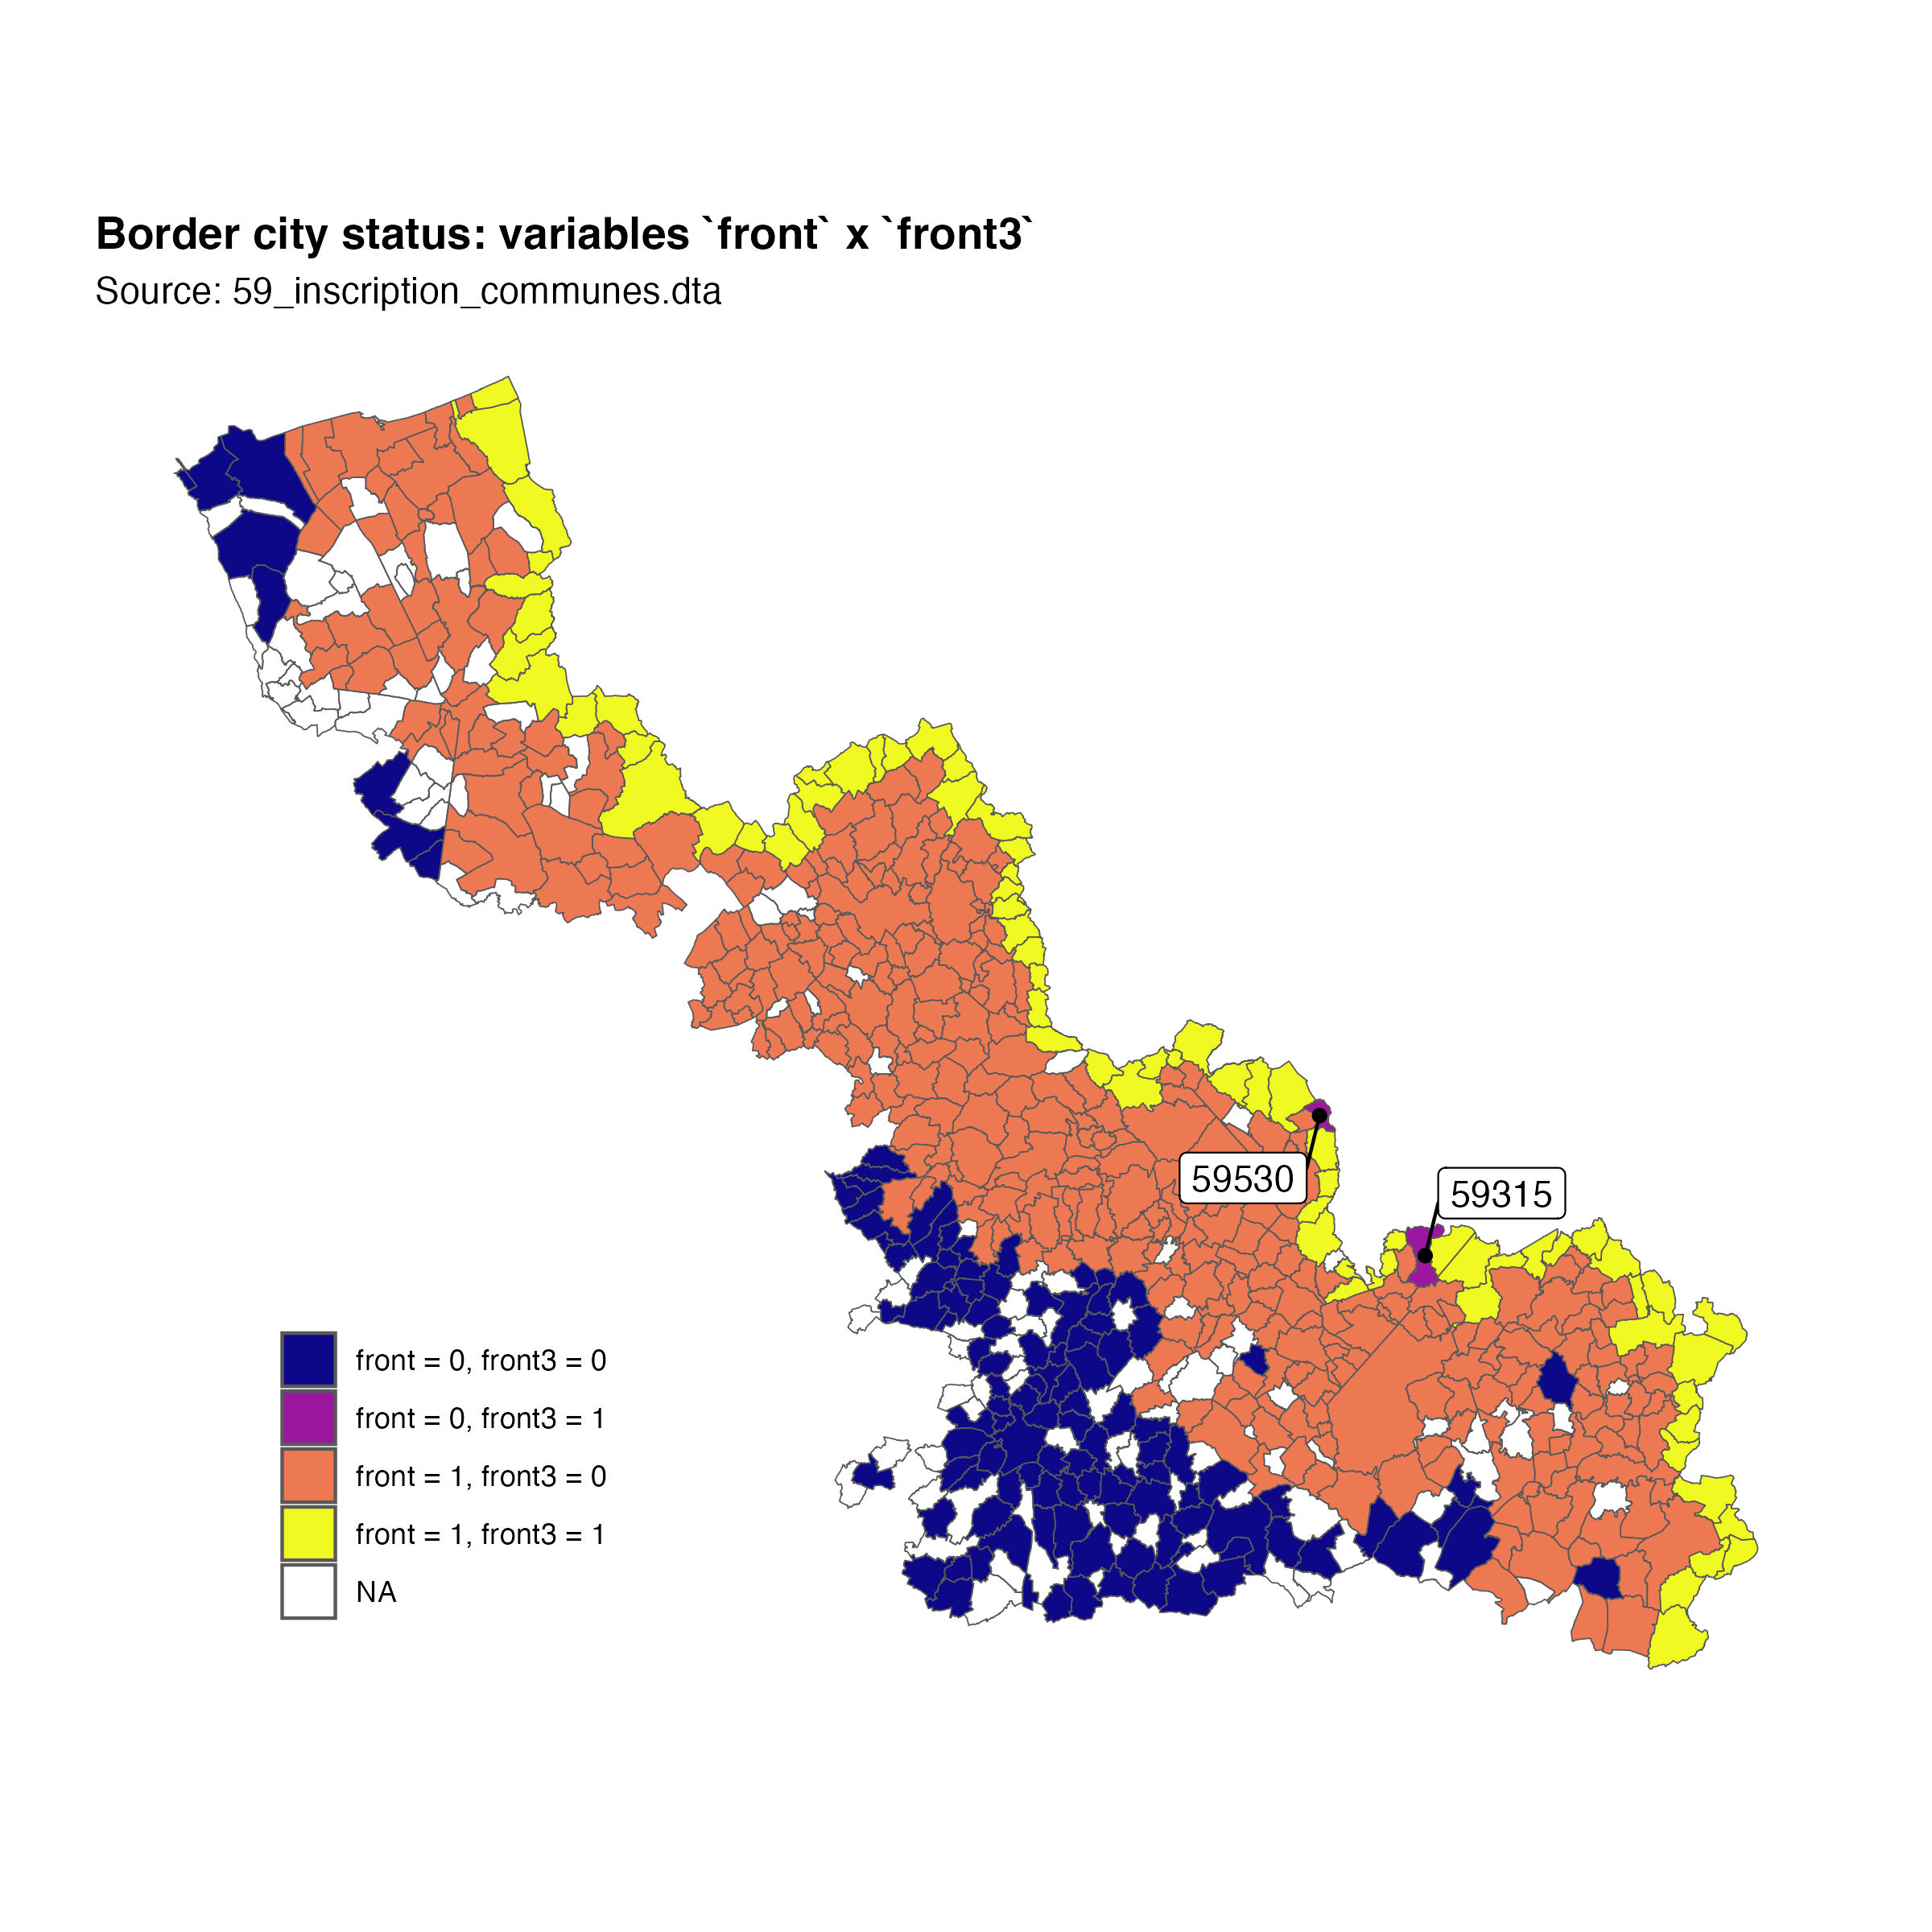 Border city status: variables `front` x `front3`
Source: 59_inscription_communes.dta
59530
59315
front = 0, front3 = 0
front = 0, front3 = 1
front = 1, front3 = 0
front = 1, front3 = 1
NA